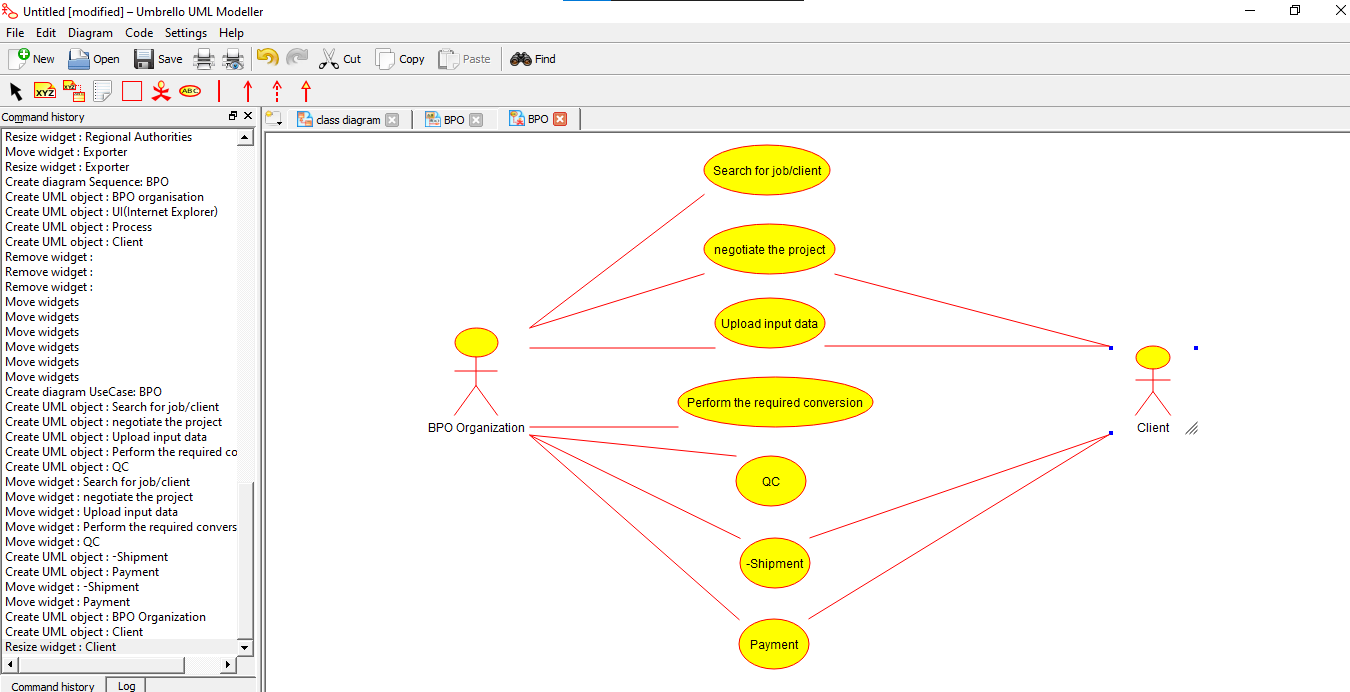 Untitled [modified] – Umbrello UML Modeller
File Edit Diagram Code Settings Help
New Open Save Cut Copy Paste Find
XYZ XYZ ABC
Command history
class diagram BPO BPO
Resize widget : Regional Authorities
Move widget : Exporter
Resize widget : Exporter
Create diagram Sequence: BPO
Create UML object : BPO organisation
Create UML object : UI(Internet Explorer)
Create UML object : Process
Create UML object : Client
Remove widget :
Remove widget :
Remove widget :
Move widgets
Move widgets
Move widgets
Move widgets
Move widgets
Move widgets
Create diagram UseCase: BPO
Create UML object : Search for job/client
Create UML object : negotiate the project
Create UML object : Upload input data
Create UML object : Perform the required co
Create UML object : QC
Move widget : Search for job/client
Move widget : negotiate the project
Move widget : Upload input data
Move widget : Perform the required convers
Move widget : QC
Create UML object : -Shipment
Create UML object : Payment
Move widget : -Shipment
Move widget : Payment
Create UML object : BPO Organization
Create UML object : Client
Resize widget : Client
Command history Log
Search for job/client
negotiate the project
Upload input data
Perform the required conversion
BPO Organization
Client
QC
-Shipment
Payment